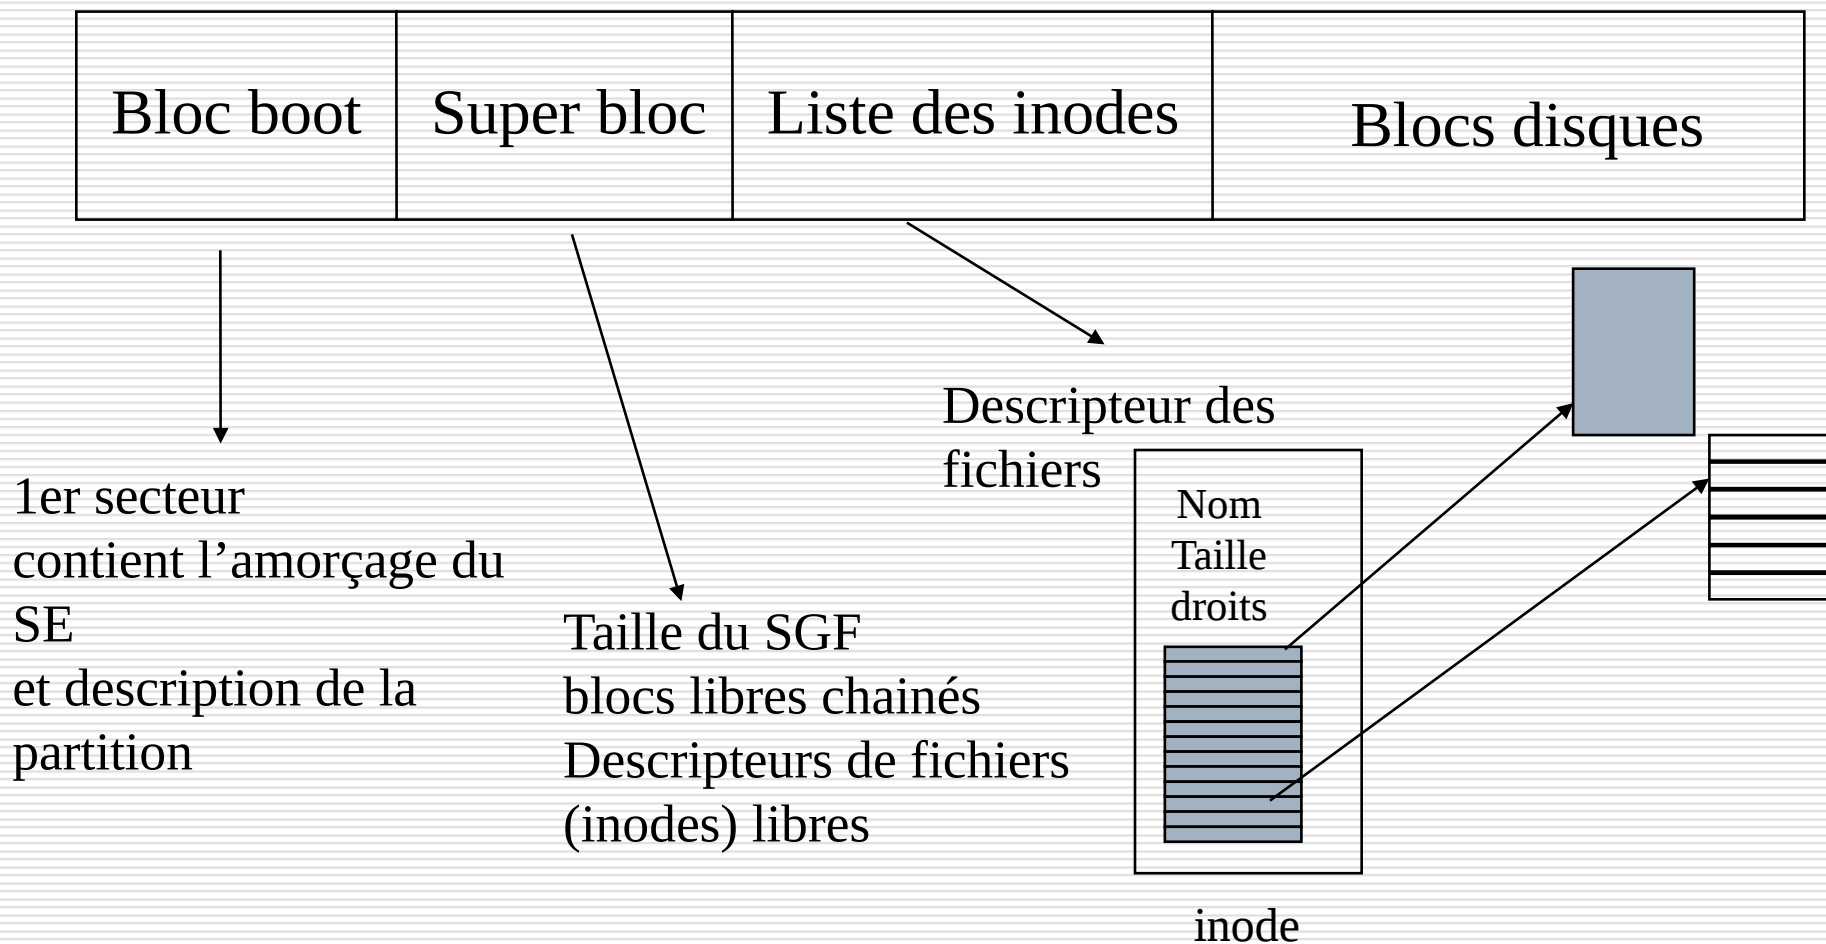 Bloc boot
Super bloc
Liste des inodes
Blocs disques
1er secteur
contient l’amorçage du
SE
et description de la
partition
Taille du SGF
blocs libres chainés
Descripteurs de fichiers
(inodes) libres
Descripteur des
fichiers
Nom
Taille
droits
inode